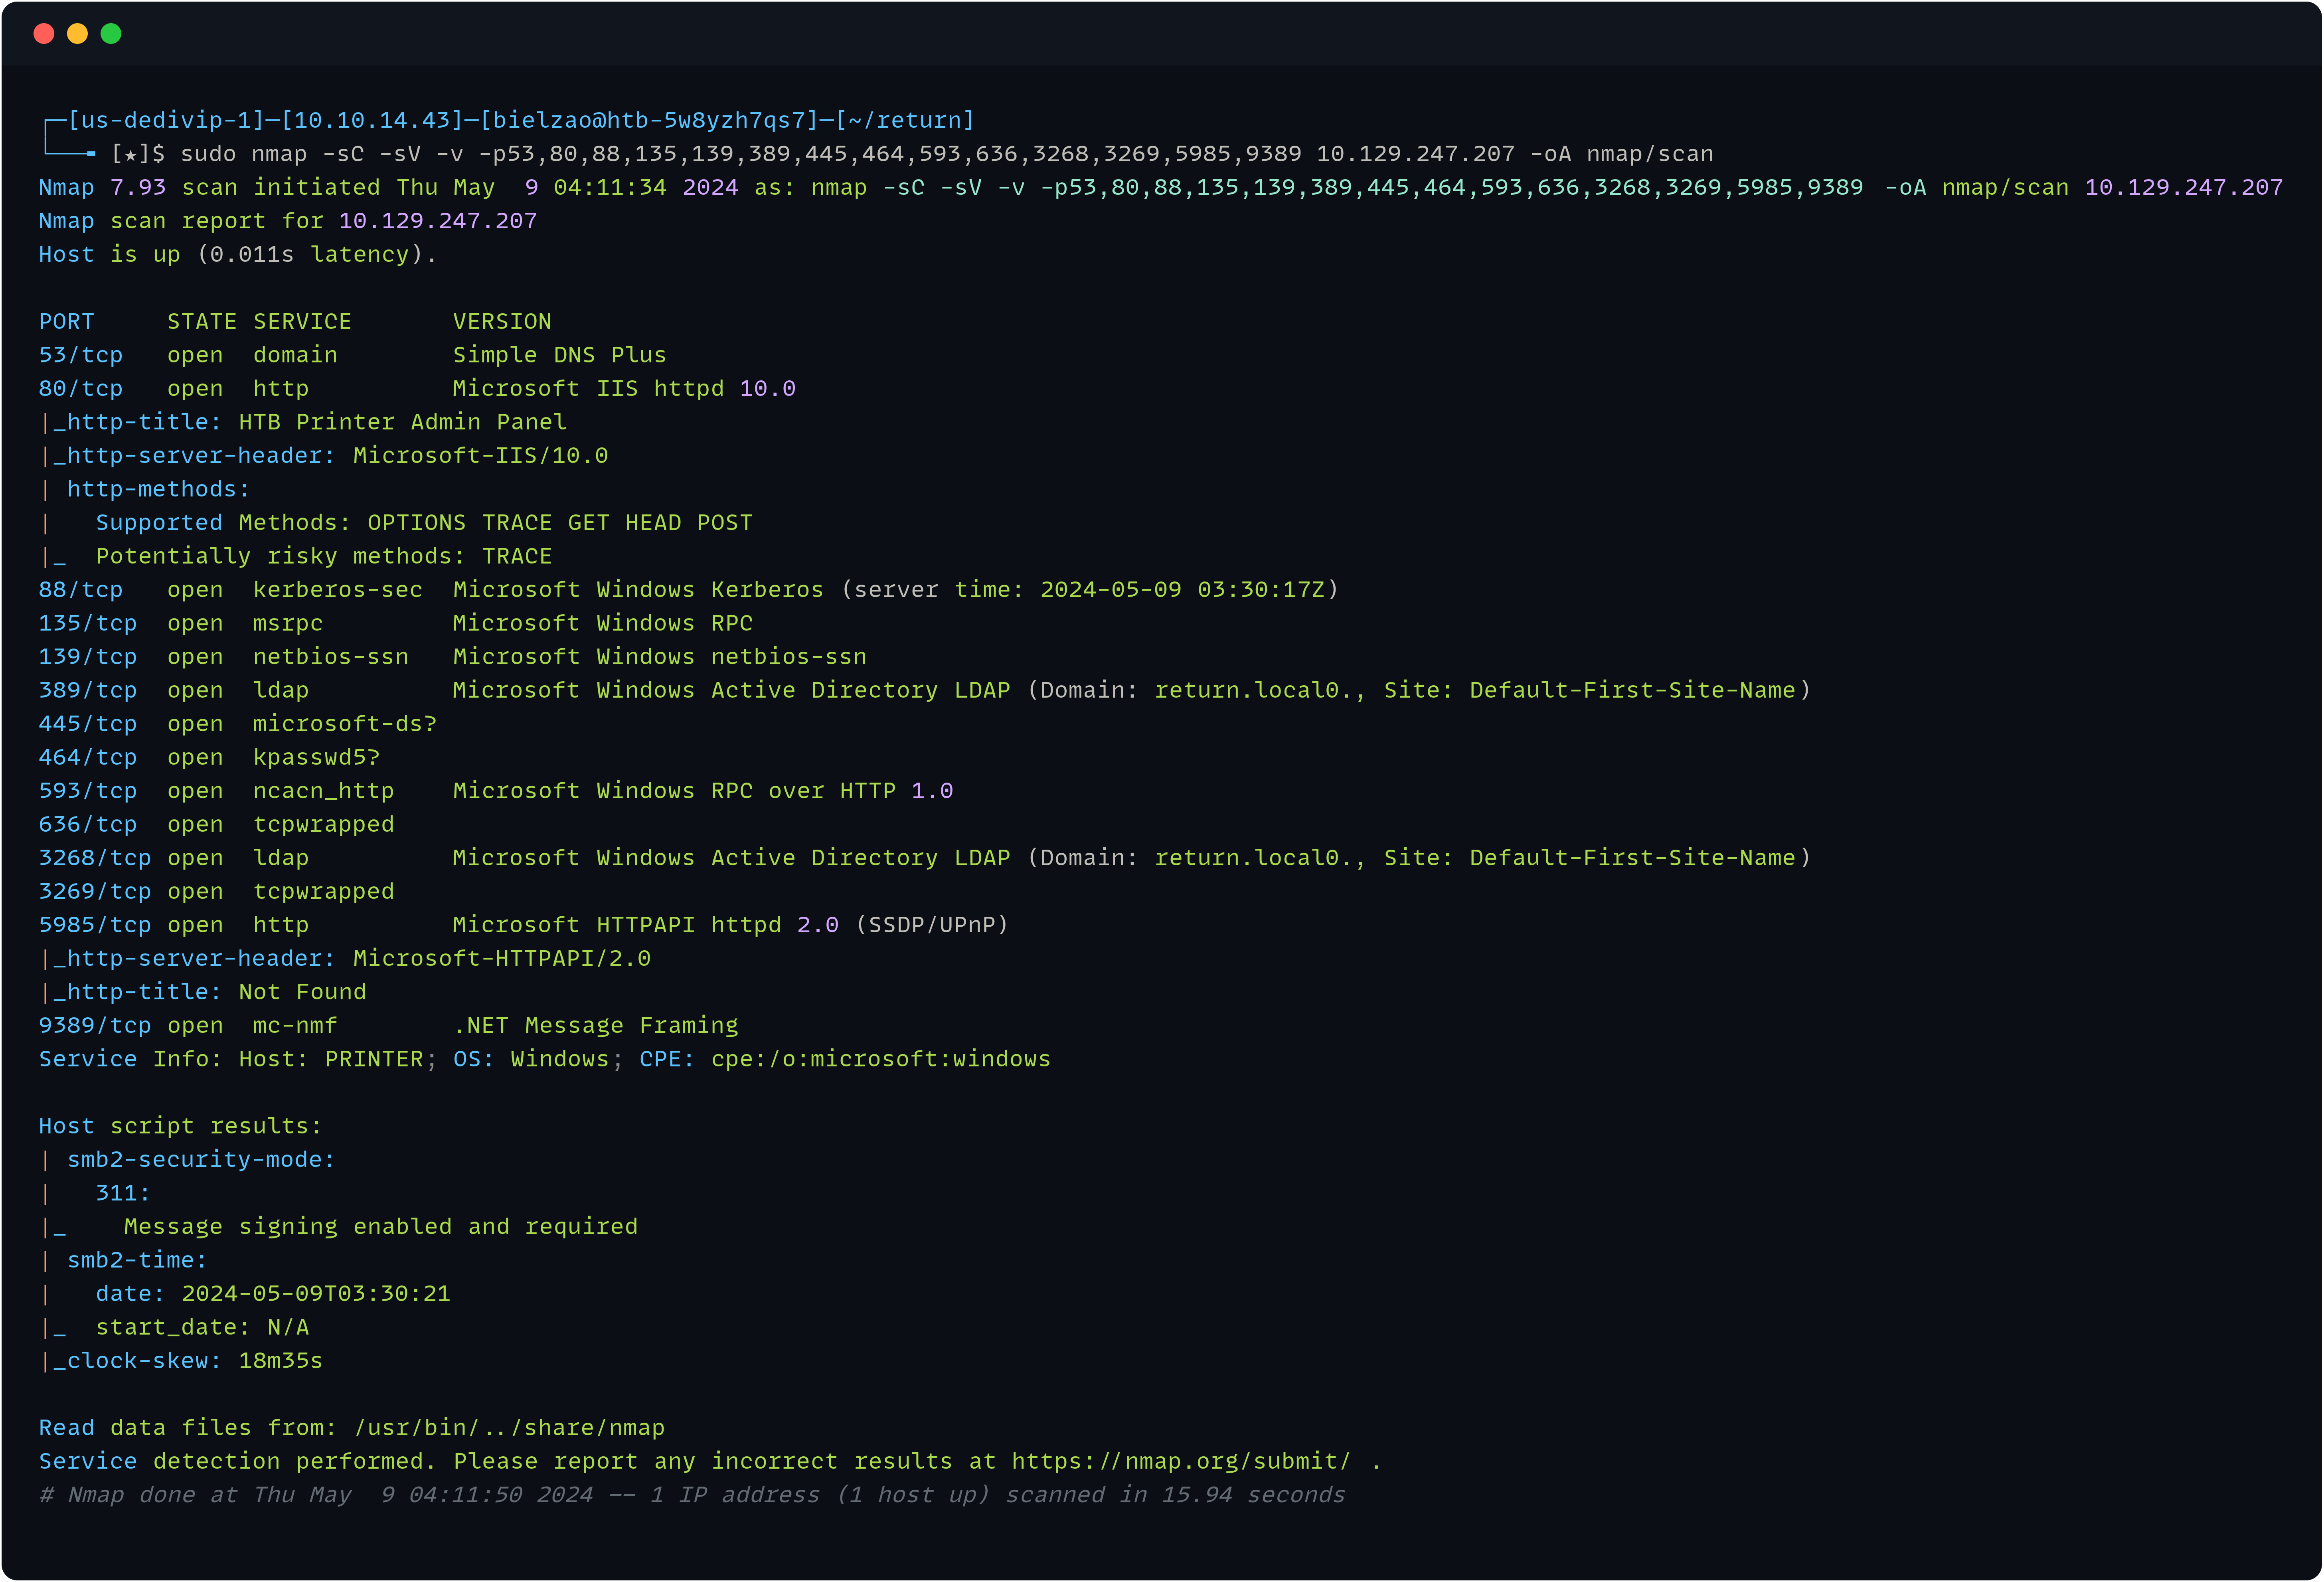 ┌─[us-dedivip-1]─[10.10.14.43]─[bielzao@htb-5w8yzh7qs7]─[~/return]
└──╼ [★]$ sudo nmap -sC -sV -v -p53,80,88,135,139,389,445,464,593,636,3268,3269,5985,9389 10.129.247.207 -oA nmap/scan
Nmap 7.93 scan initiated Thu May  9 04:11:34 2024 as: nmap -sC -sV -v -p53,80,88,135,139,389,445,464,593,636,3268,3269,5985,9389 -oA nmap/scan 10.129.247.207
Nmap scan report for 10.129.247.207
Host is up (0.011s latency).

PORT     STATE SERVICE       VERSION
53/tcp   open  domain        Simple DNS Plus
80/tcp   open  http          Microsoft IIS httpd 10.0
|_http-title: HTB Printer Admin Panel
|_http-server-header: Microsoft-IIS/10.0
| http-methods:
|   Supported Methods: OPTIONS TRACE GET HEAD POST
|_  Potentially risky methods: TRACE
88/tcp   open  kerberos-sec  Microsoft Windows Kerberos (server time: 2024-05-09 03:30:17Z)
135/tcp  open  msrpc         Microsoft Windows RPC
139/tcp  open  netbios-ssn   Microsoft Windows netbios-ssn
389/tcp  open  ldap          Microsoft Windows Active Directory LDAP (Domain: return.local0., Site: Default-First-Site-Name)
445/tcp  open  microsoft-ds?
464/tcp  open  kpasswd5?
593/tcp  open  ncacn_http    Microsoft Windows RPC over HTTP 1.0
636/tcp  open  tcpwrapped
3268/tcp open  ldap          Microsoft Windows Active Directory LDAP (Domain: return.local0., Site: Default-First-Site-Name)
3269/tcp open  tcpwrapped
5985/tcp open  http          Microsoft HTTPAPI httpd 2.0 (SSDP/UPnP)
|_http-server-header: Microsoft-HTTPAPI/2.0
|_http-title: Not Found
9389/tcp open  mc-nmf        .NET Message Framing
Service Info: Host: PRINTER; OS: Windows; CPE: cpe:/o:microsoft:windows

Host script results:
| smb2-security-mode:
|   311:
|_    Message signing enabled and required
| smb2-time:
|   date: 2024-05-09T03:30:21
|_  start_date: N/A
|_clock-skew: 18m35s

Read data files from: /usr/bin/../share/nmap
Service detection performed. Please report any incorrect results at https://nmap.org/submit/ .
# Nmap done at Thu May  9 04:11:50 2024 -- 1 IP address (1 host up) scanned in 15.94 seconds